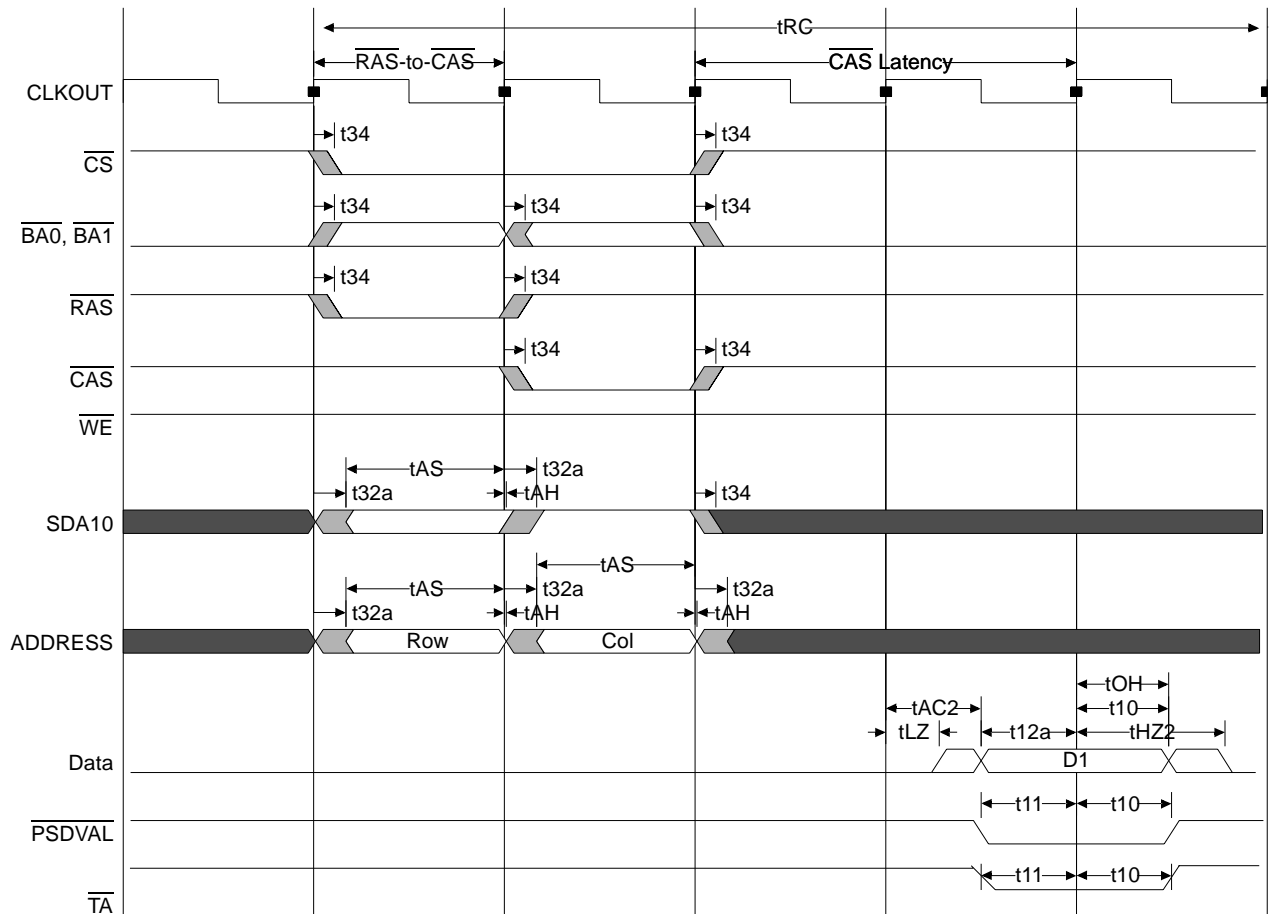 tRC
RAS-to-CAS CAS Latency
CLKOUT
t34 t34
CS
t34 t34 t34
BA0, BA1
t34 t34
RAS
t34 t34
CAS
WE
tAS t32a
t32a tAH t34
SDA10
tAS
tAS t32a t32a
t32a tAH tAH
ADDRESS Row Col
tOH
tAC2 t10
tLZ t12a tHZ2
Data D1
t11 t10
PSDVAL
t11 t10
TA